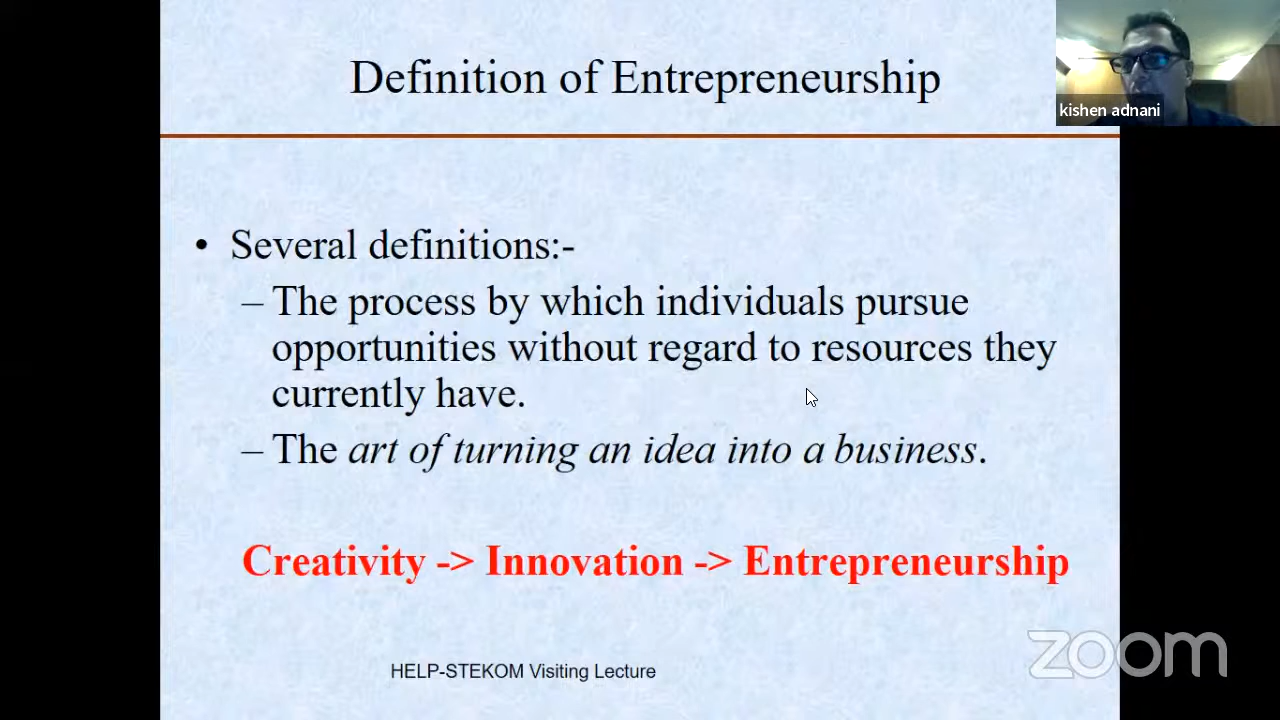 Definition of Entrepreneurship
kishen adnani
• Several definitions:-
– The process by which individuals pursue
opportunities without regard to resources they
currently have.
– The art of turning an idea into a business.
Creativity -> Innovation -> Entrepreneurship
HELP-STEKOM Visiting Lecture
zoom